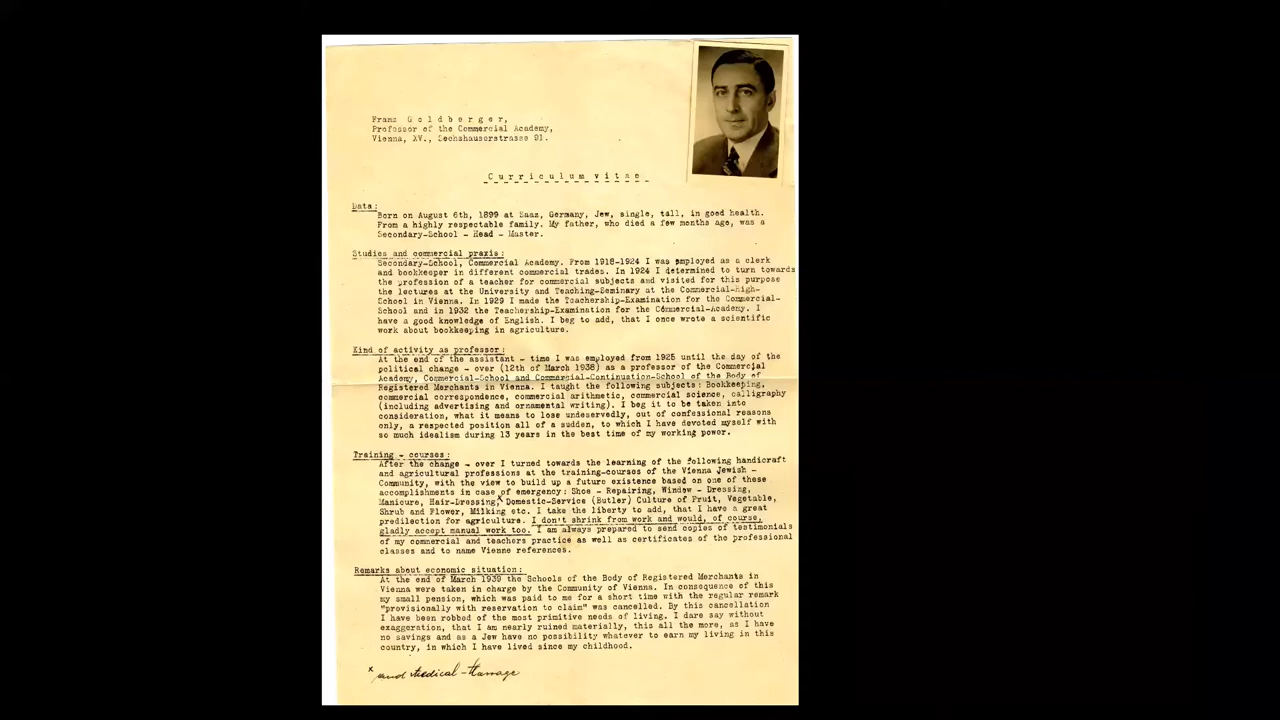 Franz G o l d b e r g e r,
Professor of the Commercial Academy,
Vienna, XV., Sechshauserstrasse 91.
C u r r i c u l u m v i t a e
Data:
Born on August 6th, 1899 at Saaz, Germany, Jew, single, tall, in good health.
From a highly respectable family. My father, who died a few months ago, was a
Secondary-School - Head - Master.
Studies and commercial praxis:
Secondary-School, Commercial Academy. From 1918-1924 I was employed as a clerk
and bookkeeper in different commercial trades. In 1924 I determined to turn towards
the profession of a teacher for commercial subjects and visited for this purpose
the lectures at the University and Teaching-Seminary at the Commercial-High-
School in Vienna. In 1929 I made the Teachership-Examination for the Commercial-
School and in 1932 the Teachership-Examination for the Commercial-Academy. I
have a good knowledge of English. I beg to add, that I once wrote a scientific
work about bookkeeping in agriculture.
Kind of activity as professor:
At the end of the assistant - time I was employed from 1925 until the day of the
political change - over (12th of March 1938) as a professor of the Commercial
Academy, Commercial-School and Commercial-Continuation-School of the Body of
Registered Merchants in Vienna. I taught the following subjects: Bookkeeping,
commercial correspondence, commercial arithmetic, commercial science, calligraphy
(including advertising and ornamental writing). I beg it to be taken into
consideration, what it means to lose undeservedly, out of confessional reasons
only, a respected position all of a sudden, to which I have devoted myself with
so much idealism during 13 years in the best time of my working power.
Training - courses:
After the change - over I turned towards the learning of the following handicraft
and agricultural professions at the training-courses of the Vienna Jewish -
Community, with the view to build up a future existence based on one of these
accomplishments in case of emergency: Shoe - Repairing, Window - Dressing,
Manicure, Hair-Dressing,x Domestic-Service (Butler) Culture of Fruit, Vegetable,
Shrub and Flower, Milking etc. I take the liberty to add, that I have a great
predilection for agriculture. I don't shrink from work and would, of course,
gladly accept manual work too. I am always prepared to send copies of testimonials
of my commercial and teachers practice as well as certificates of the professional
classes and to name Vienne references.
Remarks about economic situation:
At the end of March 1939 the Schools of the Body of Registered Merchants in
Vienna were taken in charge by the Community of Vienna. In consequence of this
my small pension, which was paid to me for a short time with the regular remark
"provisionally with reservation to claim" was cancelled. By this cancellation
I have been robbed of the most primitive needs of living. I dare say without
exaggeration, that I am nearly ruined materially, this all the more, as I have
no savings and as a Jew have no possibility whatever to earn my living in this
country, in which I have lived since my childhood.
x and Medical-Massage